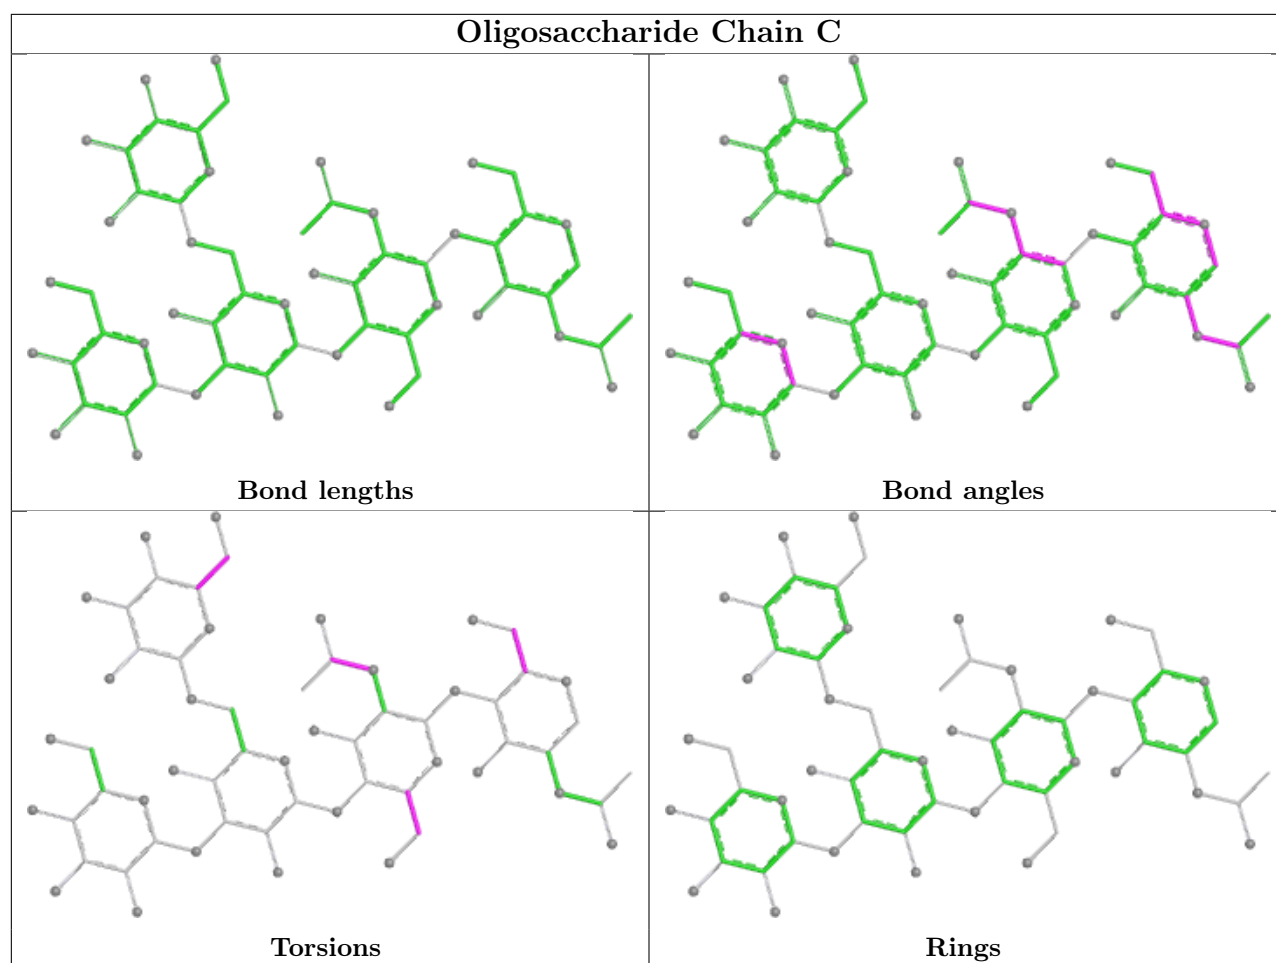 Oligosaccharide Chain C
Bond lengths
Bond angles
Torsions
Rings